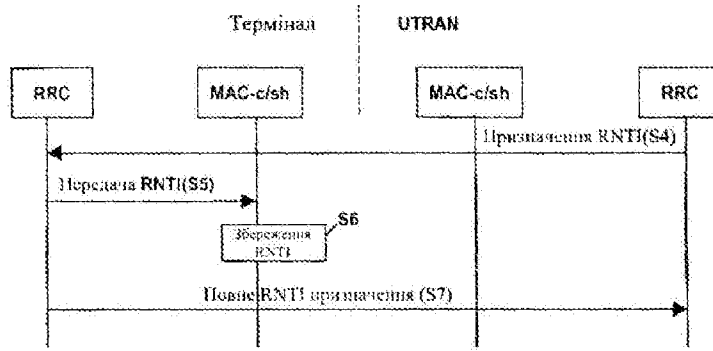 Термінал UTRAN
RRC MAC-c/sh MAC-c/sh RRC
Призначення RNTI(S4)
Передача RNTI(S5)
S6
Збереження
RNTI
Повне RNTI призначення (S7)